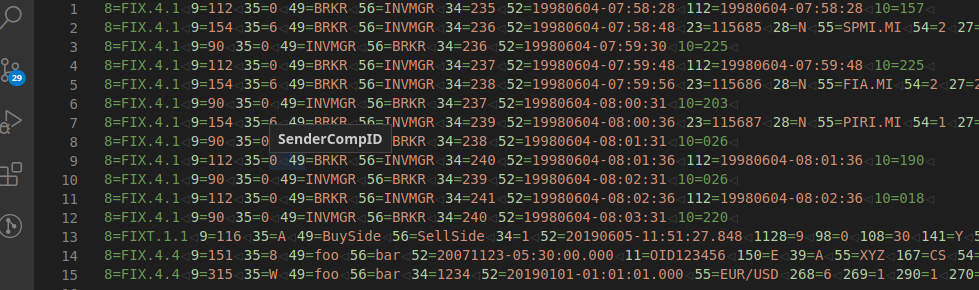 29
1 8=FIX.4.1 9=112 35=0 49=BRKR 56=INVMGR 34=235 52=19980604-07:58:28 112=19980604-07:58:28 10=157
2 8=FIX.4.1 9=154 35=6 49=BRKR 56=INVMGR 34=236 52=19980604-07:58:48 23=115685 28=N 55=SPMI.MI 54=2 27=
3 8=FIX.4.1 9=90 35=0 49=INVMGR 56=BRKR 34=236 52=19980604-07:59:30 10=225
4 8=FIX.4.1 9=112 35=0 49=BRKR 56=INVMGR 34=237 52=19980604-07:59:48 112=19980604-07:59:48 10=225
5 8=FIX.4.1 9=154 35=6 49=BRKR 56=INVMGR 34=238 52=19980604-07:59:56 23=115686 28=N 55=FIA.MI 54=2 27=2
6 8=FIX.4.1 9=90 35=0 49=INVMGR 56=BRKR 34=237 52=19980604-08:00:31 10=203
7 8=FIX.4.1 9=154 35=6 49=BRKR 56=INVMGR 34=239 52=19980604-08:00:36 23=115687 28=N 55=PIRI.MI 54=1 27=
SenderCompID
8 8=FIX.4.1 9=90 35=0 BRKR 34=238 52=19980604-08:01:31 10=026
9 8=FIX.4.1 9=112 35=0 49=BRKR 56=INVMGR 34=240 52=19980604-08:01:36 112=19980604-08:01:36 10=190
10 8=FIX.4.1 9=90 35=0 49=INVMGR 56=BRKR 34=239 52=19980604-08:02:31 10=026
11 8=FIX.4.1 9=112 35=0 49=BRKR 56=INVMGR 34=241 52=19980604-08:02:36 112=19980604-08:02:36 10=018
12 8=FIX.4.1 9=90 35=0 49=INVMGR 56=BRKR 34=240 52=19980604-08:03:31 10=220
13 8=FIXT.1.1 9=116 35=A 49=BuySide 56=SellSide 34=1 52=20190605-11:51:27.848 1128=9 98=0 108=30 141=Y 5
14 8=FIX.4.4 9=151 35=8 49=foo 56=bar 52=20071123-05:30:00.000 11=OID123456 150=E 39=A 55=XYZ 167=CS 54=
15 8=FIX.4.4 9=315 35=W 49=foo 56=bar 34=1234 52=20190101-01:01:01.000 55=EUR/USD 268=6 269=1 290=1 270=